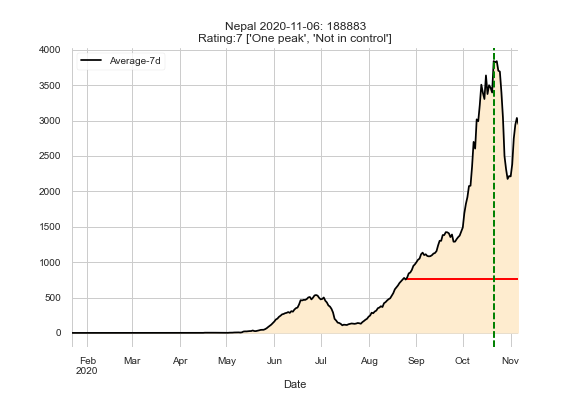 Nepal 2020-11-06: 188883
Rating:7 ['One peak', 'Not in control']
Average-7d
4000
3500
3000
2500
2000
1500
1000
500
0
Feb Mar Apr May Jun Jul Aug Sep Oct Nov
2020
Date